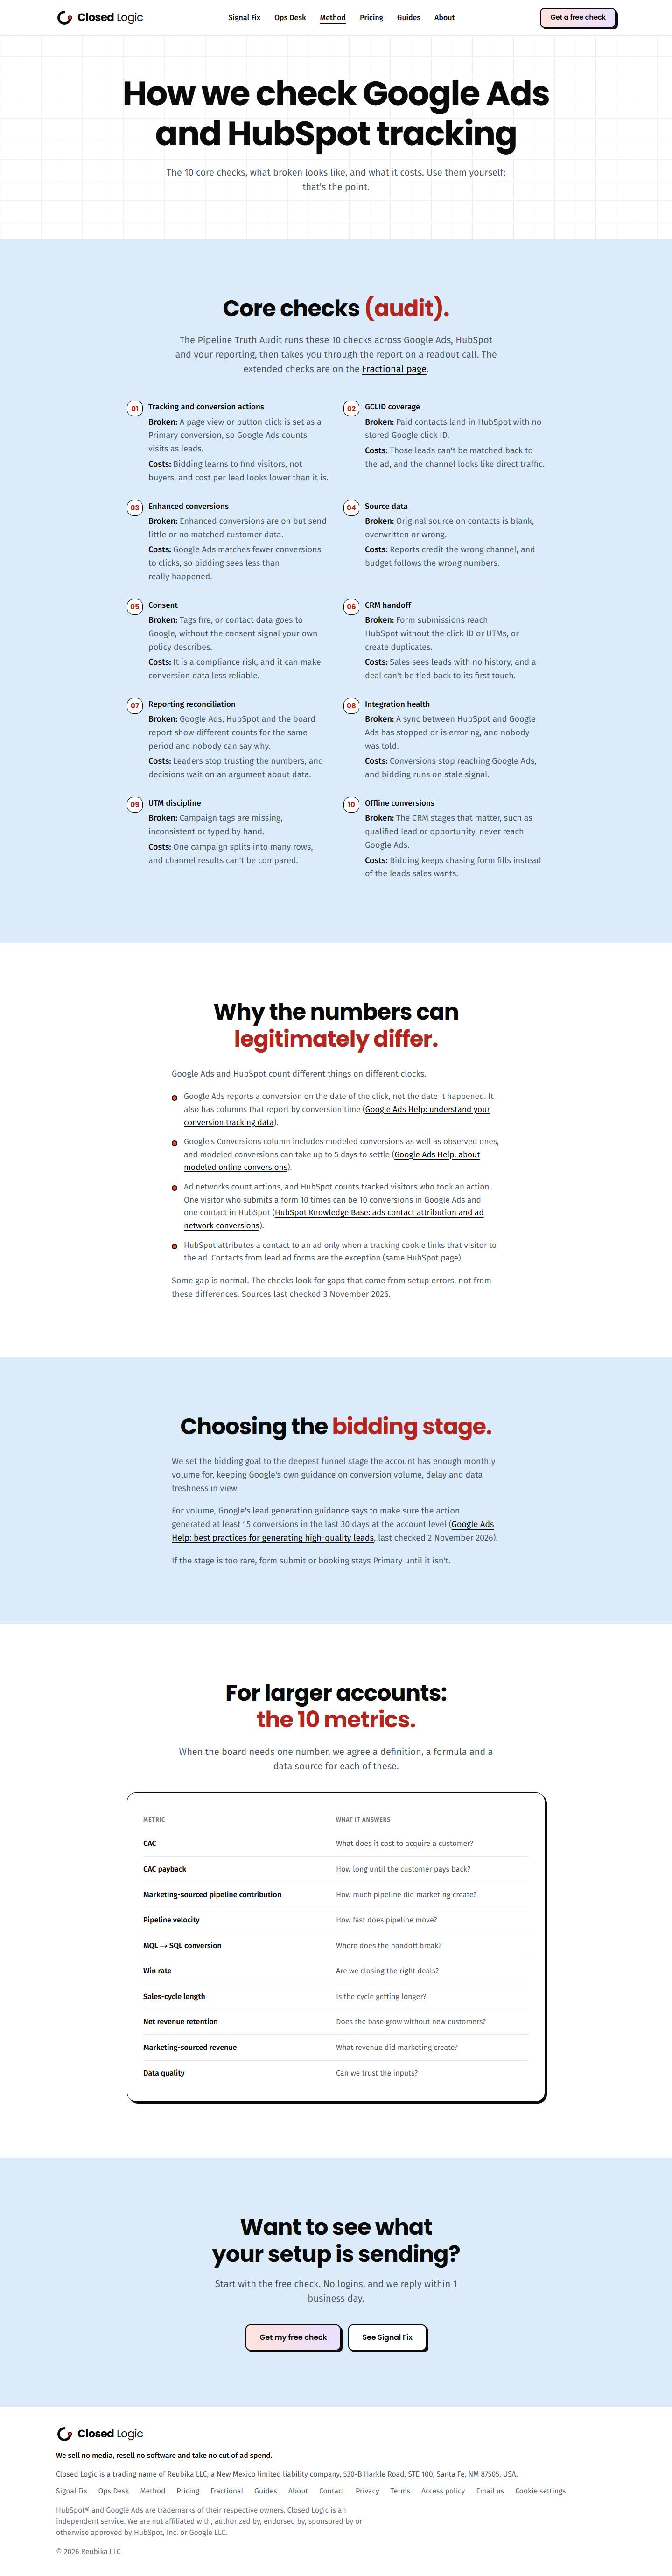 Closed Logic
Signal Fix Ops Desk Method Pricing Guides About
Get a free check
How we check Google Ads
and HubSpot tracking
The 10 core checks, what broken looks like, and what it costs. Use them yourself;
that's the point.
Core checks (audit).
The Pipeline Truth Audit runs these 10 checks across Google Ads, HubSpot
and your reporting, then takes you through the report on a readout call. The
extended checks are on the Fractional page.
01 Tracking and conversion actions
Broken: A page view or button click is set as a
Primary conversion, so Google Ads counts
visits as leads.
Costs: Bidding learns to find visitors, not
buyers, and cost per lead looks lower than it is.
02 GCLID coverage
Broken: Paid contacts land in HubSpot with no
stored Google click ID.
Costs: Those leads can't be matched back to
the ad, and the channel looks like direct traffic.
03 Enhanced conversions
Broken: Enhanced conversions are on but send
little or no matched customer data.
Costs: Google Ads matches fewer conversions
to clicks, so bidding sees less than
really happened.
04 Source data
Broken: Original source on contacts is blank,
overwritten or wrong.
Costs: Reports credit the wrong channel, and
budget follows the wrong numbers.
05 Consent
Broken: Tags fire, or contact data goes to
Google, without the consent signal your own
policy describes.
Costs: It is a compliance risk, and it can make
conversion data less reliable.
06 CRM handoff
Broken: Form submissions reach
HubSpot without the click ID or UTMs, or
create duplicates.
Costs: Sales sees leads with no history, and a
deal can't be tied back to its first touch.
07 Reporting reconciliation
Broken: Google Ads, HubSpot and the board
report show different counts for the same
period and nobody can say why.
Costs: Leaders stop trusting the numbers, and
decisions wait on an argument about data.
08 Integration health
Broken: A sync between HubSpot and Google
Ads has stopped or is erroring, and nobody
was told.
Costs: Conversions stop reaching Google Ads,
and bidding runs on stale signal.
09 UTM discipline
Broken: Campaign tags are missing,
inconsistent or typed by hand.
Costs: One campaign splits into many rows,
and channel results can't be compared.
10 Offline conversions
Broken: The CRM stages that matter, such as
qualified lead or opportunity, never reach
Google Ads.
Costs: Bidding keeps chasing form fills instead
of the leads sales wants.
Why the numbers can
legitimately differ.
Google Ads and HubSpot count different things on different clocks.
Google Ads reports a conversion on the date of the click, not the date it happened. It
also has columns that report by conversion time (Google Ads Help: understand your
conversion tracking data).
Google's Conversions column includes modeled conversions as well as observed ones,
and modeled conversions can take up to 5 days to settle (Google Ads Help: about
modeled online conversions).
Ad networks count actions, and HubSpot counts tracked visitors who took an action.
One visitor who submits a form 10 times can be 10 conversions in Google Ads and
one contact in HubSpot (HubSpot Knowledge Base: ads contact attribution and ad
network conversions).
HubSpot attributes a contact to an ad only when a tracking cookie links that visitor to
the ad. Contacts from lead ad forms are the exception (same HubSpot page).
Some gap is normal. The checks look for gaps that come from setup errors, not from
these differences. Sources last checked 3 November 2026.
Choosing the bidding stage.
We set the bidding goal to the deepest funnel stage the account has enough monthly
volume for, keeping Google's own guidance on conversion volume, delay and data
freshness in view.
For volume, Google's lead generation guidance says to make sure the action
generated at least 15 conversions in the last 30 days at the account level (Google Ads
Help: best practices for generating high-quality leads, last checked 2 November 2026).
If the stage is too rare, form submit or booking stays Primary until it isn't.
For larger accounts:
the 10 metrics.
When the board needs one number, we agree a definition, a formula and a
data source for each of these.
METRIC WHAT IT ANSWERS
CAC What does it cost to acquire a customer?
CAC payback How long until the customer pays back?
Marketing-sourced pipeline contribution How much pipeline did marketing create?
Pipeline velocity How fast does pipeline move?
MQL → SQL conversion Where does the handoff break?
Win rate Are we closing the right deals?
Sales-cycle length Is the cycle getting longer?
Net revenue retention Does the base grow without new customers?
Marketing-sourced revenue What revenue did marketing create?
Data quality Can we trust the inputs?
Want to see what
your setup is sending?
Start with the free check. No logins, and we reply within 1
business day.
Get my free check See Signal Fix
Closed Logic
We sell no media, resell no software and take no cut of ad spend.
Closed Logic is a trading name of Reubika LLC, a New Mexico limited liability company, 530-B Harkle Road, STE 100, Santa Fe, NM 87505, USA.
Signal Fix Ops Desk Method Pricing Fractional Guides About Contact Privacy Terms Access policy Email us Cookie settings
HubSpot® and Google Ads are trademarks of their respective owners. Closed Logic is an
independent service. We are not affiliated with, authorized by, endorsed by, sponsored by or
otherwise approved by HubSpot, Inc. or Google LLC.
© 2026 Reubika LLC